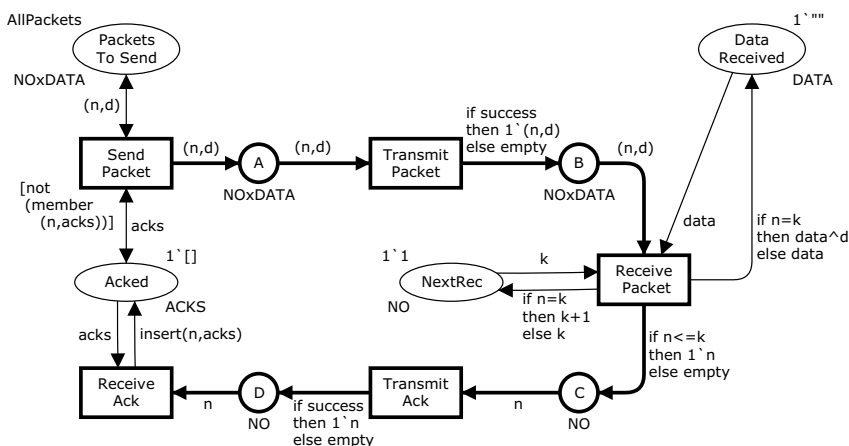 AllPackets
Packets
To Send
NOxDATA
(n,d)
Send
Packet
(n,d)
A
NOxDATA
(n,d)
Transmit
Packet
if success
then 1`(n,d)
else empty
B
NOxDATA
(n,d)
1`""
Data
Received
DATA
data
if n=k
then data^d
else data
[not
(member
(n,acks))]
acks
1`[]
Acked
ACKS
acks
insert(n,acks)
1`1
NextRec
NO
k
if n=k
then k+1
else k
Receive
Packet
if n<=k
then 1`n
else empty
Receive
Ack
n
D
NO
if success
then 1`n
else empty
Transmit
Ack
n
C
NO